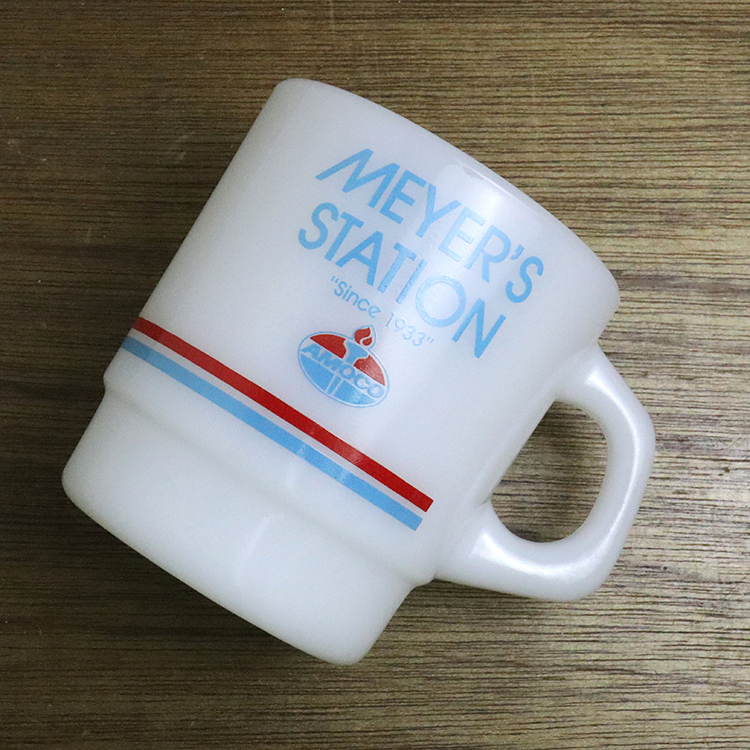 MEYER'S
STATION
"Since 1933"
AMOCO